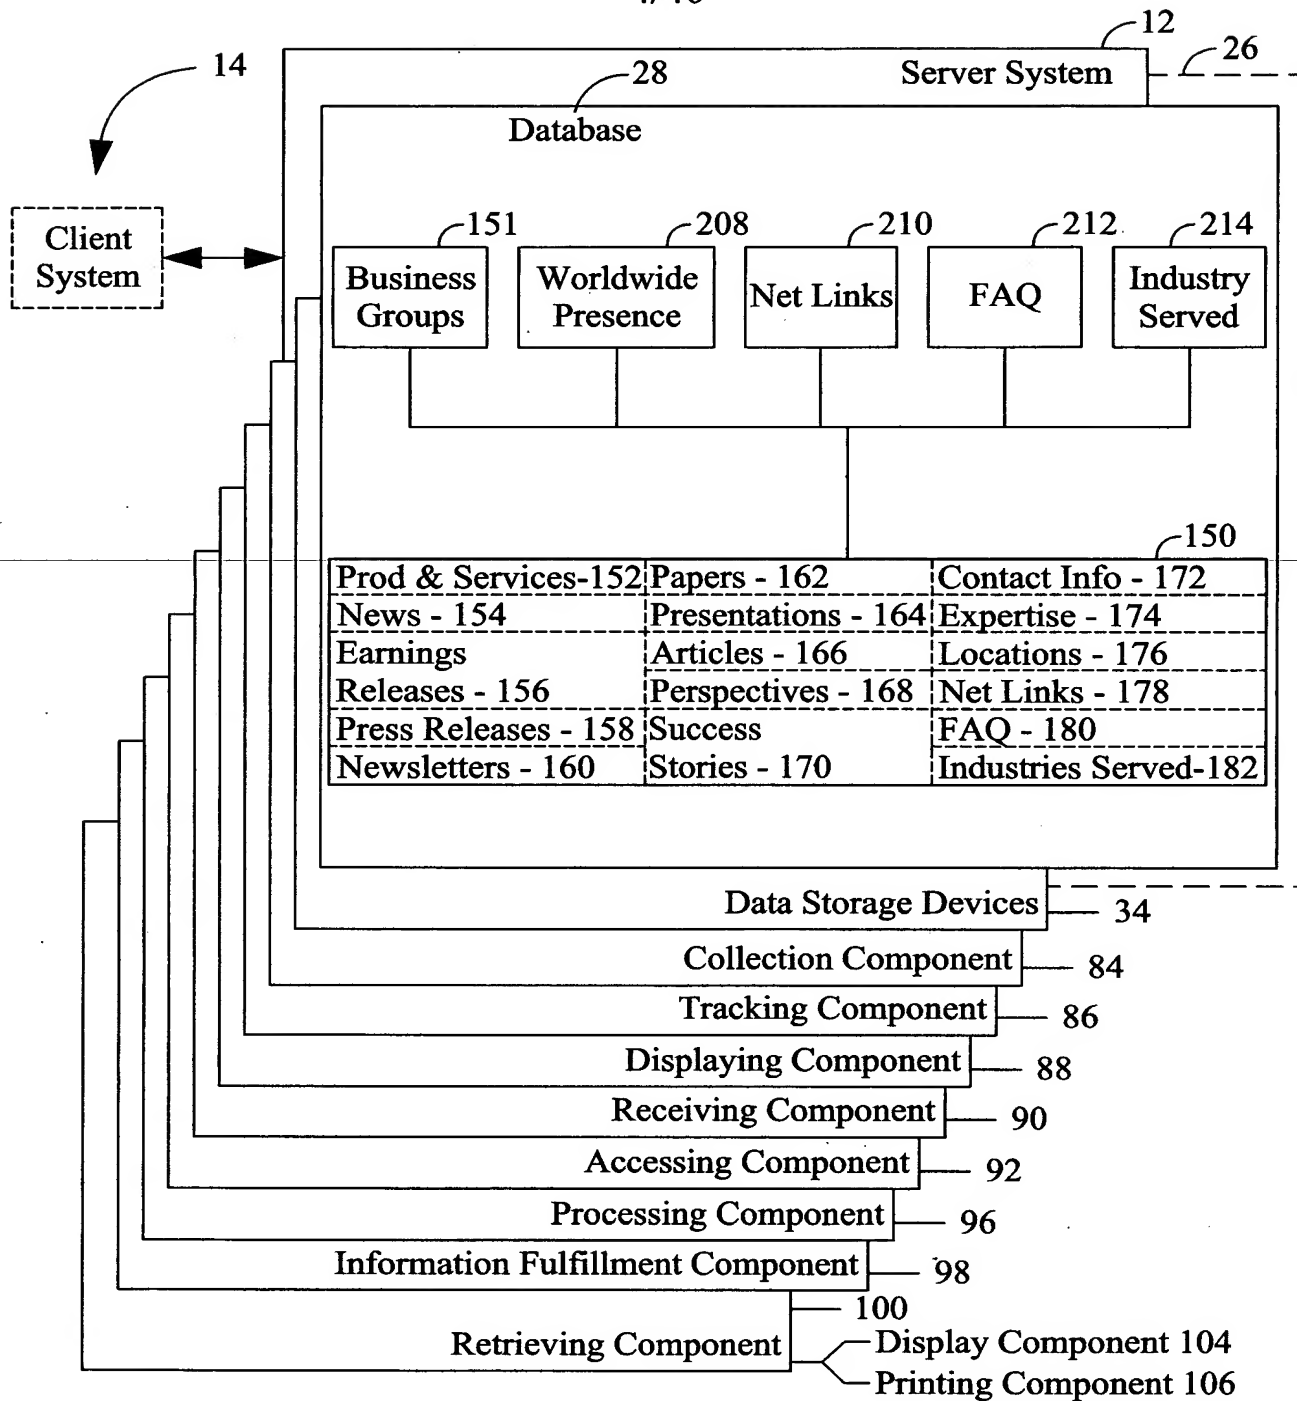 12
14
26
28
Server System
Database
Client
System
151
208
210
212
214
Business
Groups
Worldwide
Presence
Net Links
FAQ
Industry
Served
150
Prod & Services-152
Papers - 162
Contact Info - 172
News - 154
Presentations - 164
Expertise - 174
Earnings
Releases - 156
Articles - 166
Locations - 176
Perspectives - 168
Net Links - 178
Press Releases - 158
Success
Stories - 170
FAQ - 180
Newsletters - 160
Industries Served-182
Data Storage Devices
34
Collection Component
84
Tracking Component
86
Displaying Component
88
Receiving Component
90
Accessing Component
92
Processing Component
96
Information Fulfillment Component
98
100
Retrieving Component
Display Component 104
Printing Component 106